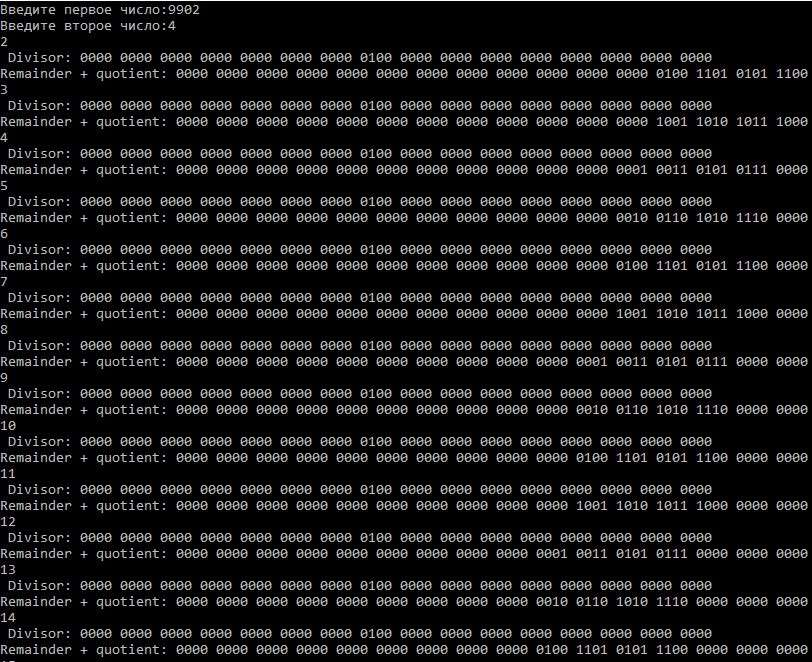 Введите первое число:9902
Введите второе число:4
2
Divisor: 0000 0000 0000 0000 0000 0000 0000 0100 0000 0000 0000 0000 0000 0000 0000 0000
Remainder + quotient: 0000 0000 0000 0000 0000 0000 0000 0000 0000 0000 0000 0000 0100 1101 0101 1100
3
Divisor: 0000 0000 0000 0000 0000 0000 0000 0100 0000 0000 0000 0000 0000 0000 0000 0000
Remainder + quotient: 0000 0000 0000 0000 0000 0000 0000 0000 0000 0000 0000 0000 1001 1010 1011 1000
4
Divisor: 0000 0000 0000 0000 0000 0000 0000 0100 0000 0000 0000 0000 0000 0000 0000 0000
Remainder + quotient: 0000 0000 0000 0000 0000 0000 0000 0000 0000 0000 0000 0001 0011 0101 0111 0000
5
Divisor: 0000 0000 0000 0000 0000 0000 0000 0100 0000 0000 0000 0000 0000 0000 0000 0000
Remainder + quotient: 0000 0000 0000 0000 0000 0000 0000 0000 0000 0000 0000 0010 0110 1010 1110 0000
6
Divisor: 0000 0000 0000 0000 0000 0000 0000 0100 0000 0000 0000 0000 0000 0000 0000 0000
Remainder + quotient: 0000 0000 0000 0000 0000 0000 0000 0000 0000 0000 0000 0100 1101 0101 1100 0000
7
Divisor: 0000 0000 0000 0000 0000 0000 0000 0100 0000 0000 0000 0000 0000 0000 0000 0000
Remainder + quotient: 0000 0000 0000 0000 0000 0000 0000 0000 0000 0000 0000 1001 1010 1011 1000 0000
8
Divisor: 0000 0000 0000 0000 0000 0000 0000 0100 0000 0000 0000 0000 0000 0000 0000 0000
Remainder + quotient: 0000 0000 0000 0000 0000 0000 0000 0000 0000 0000 0001 0011 0101 0111 0000 0000
9
Divisor: 0000 0000 0000 0000 0000 0000 0000 0100 0000 0000 0000 0000 0000 0000 0000 0000
Remainder + quotient: 0000 0000 0000 0000 0000 0000 0000 0000 0000 0000 0010 0110 1010 1110 0000 0000
10
Divisor: 0000 0000 0000 0000 0000 0000 0000 0100 0000 0000 0000 0000 0000 0000 0000 0000
Remainder + quotient: 0000 0000 0000 0000 0000 0000 0000 0000 0000 0000 0100 1101 0101 1100 0000 0000
11
Divisor: 0000 0000 0000 0000 0000 0000 0000 0100 0000 0000 0000 0000 0000 0000 0000 0000
Remainder + quotient: 0000 0000 0000 0000 0000 0000 0000 0000 0000 0000 1001 1010 1011 1000 0000 0000
12
Divisor: 0000 0000 0000 0000 0000 0000 0000 0100 0000 0000 0000 0000 0000 0000 0000 0000
Remainder + quotient: 0000 0000 0000 0000 0000 0000 0000 0000 0000 0001 0011 0101 0111 0000 0000 0000
13
Divisor: 0000 0000 0000 0000 0000 0000 0000 0100 0000 0000 0000 0000 0000 0000 0000 0000
Remainder + quotient: 0000 0000 0000 0000 0000 0000 0000 0000 0000 0010 0110 1010 1110 0000 0000 0000
14
Divisor: 0000 0000 0000 0000 0000 0000 0000 0100 0000 0000 0000 0000 0000 0000 0000 0000
Remainder + quotient: 0000 0000 0000 0000 0000 0000 0000 0000 0000 0100 1101 0101 1100 0000 0000 0000